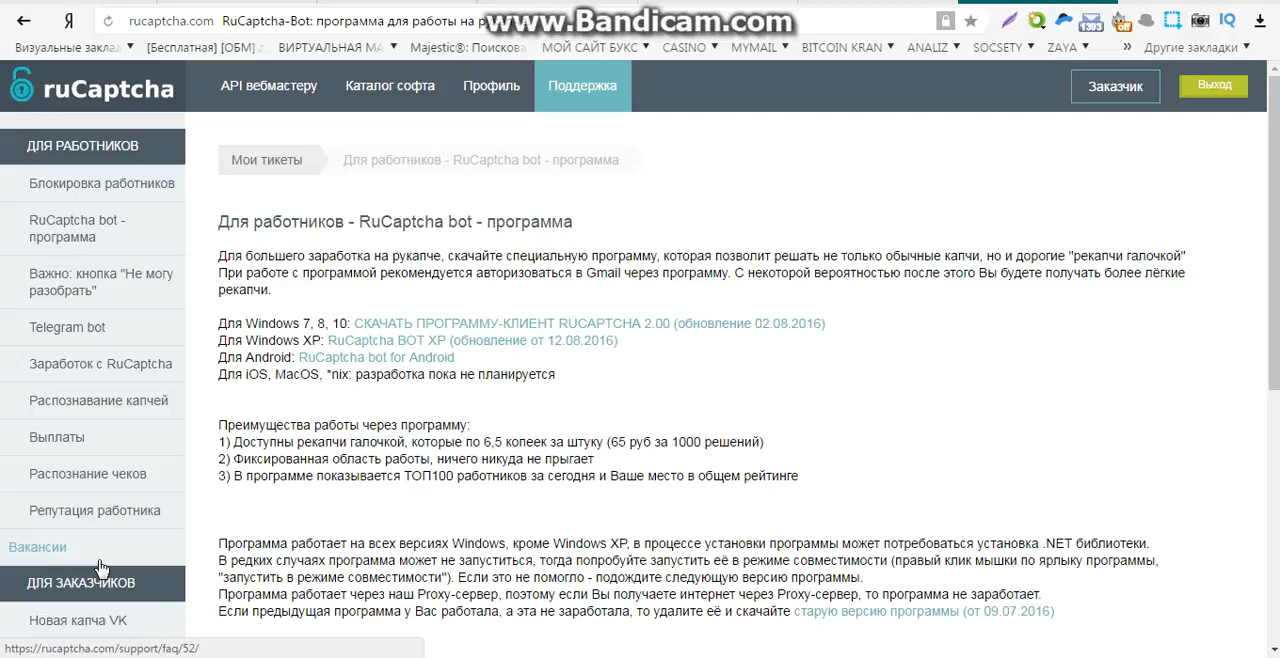 rucaptcha.com RuCaptcha-Bot: программа для работы на р
www.Bandicam.com
Визуальные заклад
[Бесплатная] [ОБМ]
ВИРТУАЛЬНАЯ МА
Majestic®: Поискова
МОЙ САЙТ БУКС
CASINO
MYMAIL
BITCOIN KRAN
ANALIZ
SOCSETY
ZAYA
»
Другие закладки
1393
off
IQ
ruCaptcha
API вебмастеру
Каталог софта
Профиль
Поддержка
Заказчик
Выход
ДЛЯ РАБОТНИКОВ
Блокировка работников
RuCaptcha bot -
программа
Важно: кнопка "Не могу
разобрать"
Telegram bot
Заработок с RuCaptcha
Распознавание капчей
Выплаты
Распознание чеков
Репутация работника
Вакансии
ДЛЯ ЗАКАЗЧИКОВ
Новая капча VK
Мои тикеты
Для работников - RuCaptcha bot - программа
Для работников - RuCaptcha bot - программа
Для большего заработка на рукапче, скачайте специальную программу, которая позволит решать не только обычные капчи, но и дорогие "рекапчи галочкой"
При работе с программой рекомендуется авторизоваться в Gmail через программу. С некоторой вероятностью после этого Вы будете получать более лёгкие
рекапчи.
Для Windows 7, 8, 10: СКАЧАТЬ ПРОГРАММУ-КЛИЕНТ RUCAPTCHA 2.00 (обновление 02.08.2016)
Для Windows XP: RuCaptcha BOT XP (обновление от 12.08.2016)
Для Android: RuCaptcha bot for Android
Для iOS, MacOS, *nix: разработка пока не планируется
Преимущества работы через программу:
1) Доступны рекапчи галочкой, которые по 6,5 копеек за штуку (65 руб за 1000 решений)
2) Фиксированная область работы, ничего никуда не прыгает
3) В программе показывается ТОП100 работников за сегодня и Ваше место в общем рейтинге
Программа работает на всех версиях Windows, кроме Windows XP, в процессе установки программы может потребоваться установка .NET библиотеки.
В редких случаях программа может не запуститься, тогда попробуйте запустить её в режиме совместимости (правый клик мышки по ярлыку программы,
"запустить в режиме совместимости"). Если это не помогло - подождите следующую версию программы.
Программа работает через наш Proxy-сервер, поэтому если Вы получаете интернет через Proxy-сервер, то программа не заработает.
Если предыдущая программа у Вас работала, а эта не заработала, то удалите её и скачайте старую версию программы (от 09.07.2016)
https://rucaptcha.com/support/faq/52/